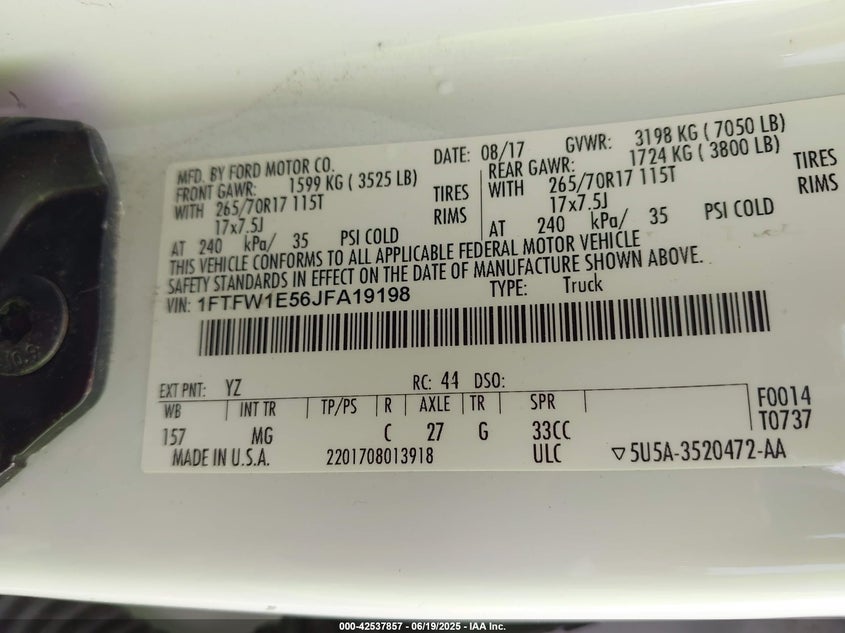 MFD. BY FORD MOTOR CO. DATE: 08/17 GVWR: 3198 KG ( 7050 LB)
FRONT GAWR: 1599 KG ( 3525 LB) REAR GAWR: 1724 KG ( 3800 LB)
WITH 265/70R17 115T TIRES WITH 265/70R17 115T TIRES
17x7.5J RIMS 17x7.5J RIMS
AT 240 kPa/ 35 PSI COLD AT 240 kPa/ 35 PSI COLD
THIS VEHICLE CONFORMS TO ALL APPLICABLE FEDERAL MOTOR VEHICLE
SAFETY STANDARDS IN EFFECT ON THE DATE OF MANUFACTURE SHOWN ABOVE.
VIN: 1FTFW1E56JFA19198 TYPE: Truck
EXT PNT: YZ RC: 44 DSO:
WB INT TR TP/PS R AXLE TR SPR F0014
157 MG C 27 G 33CC T0737
MADE IN U.S.A. 2201708013918 ULC ▽5U5A-3520472-AA
10.9
000-42537857 - 06/19/2025 - IAA Inc.